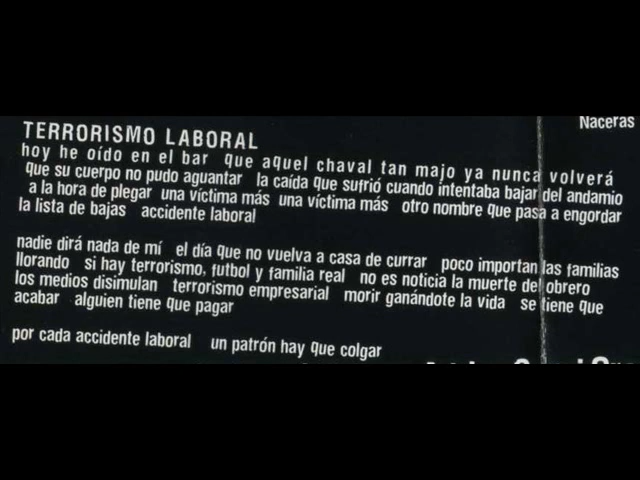 Naceras
TERRORISMO LABORAL
hoy he oído en el bar que aquel chaval tan majo ya nunca volverá
que su cuerpo no pudo aguantar la caída que sufrió cuando intentaba bajar del andamio
a la hora de plegar una víctima más una víctima más otro nombre que pasa a engordar
la lista de bajas accidente laboral
nadie dirá nada de mí el día que no vuelva a casa de currar poco importan las familias
llorando si hay terrorismo, futbol y familia real no es noticia la muerte del obrero
los medios disimulan terrorismo empresarial morir ganándote la vida se tiene que
acabar alguien tiene que pagar
por cada accidente laboral un patrón hay que colgar